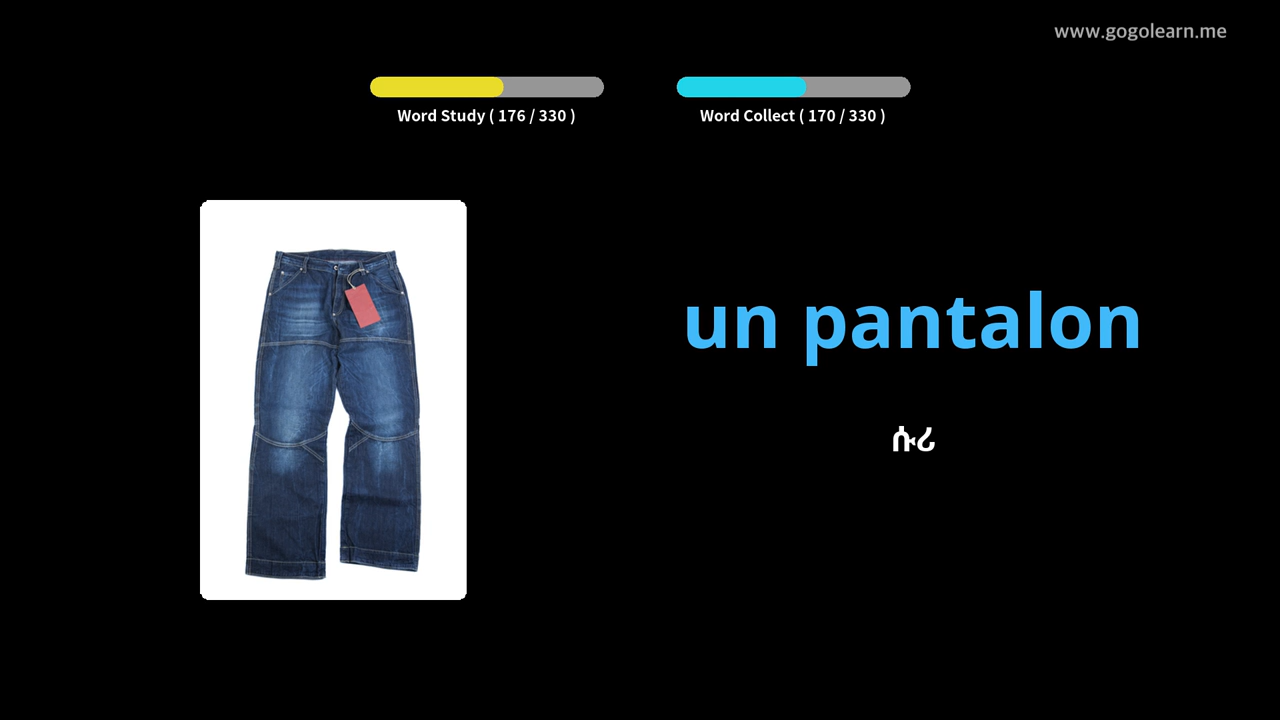 www.gogolearn.me
Word Study ( 176 / 330 )
Word Collect ( 170 / 330 )
un pantalon
ሱሪ